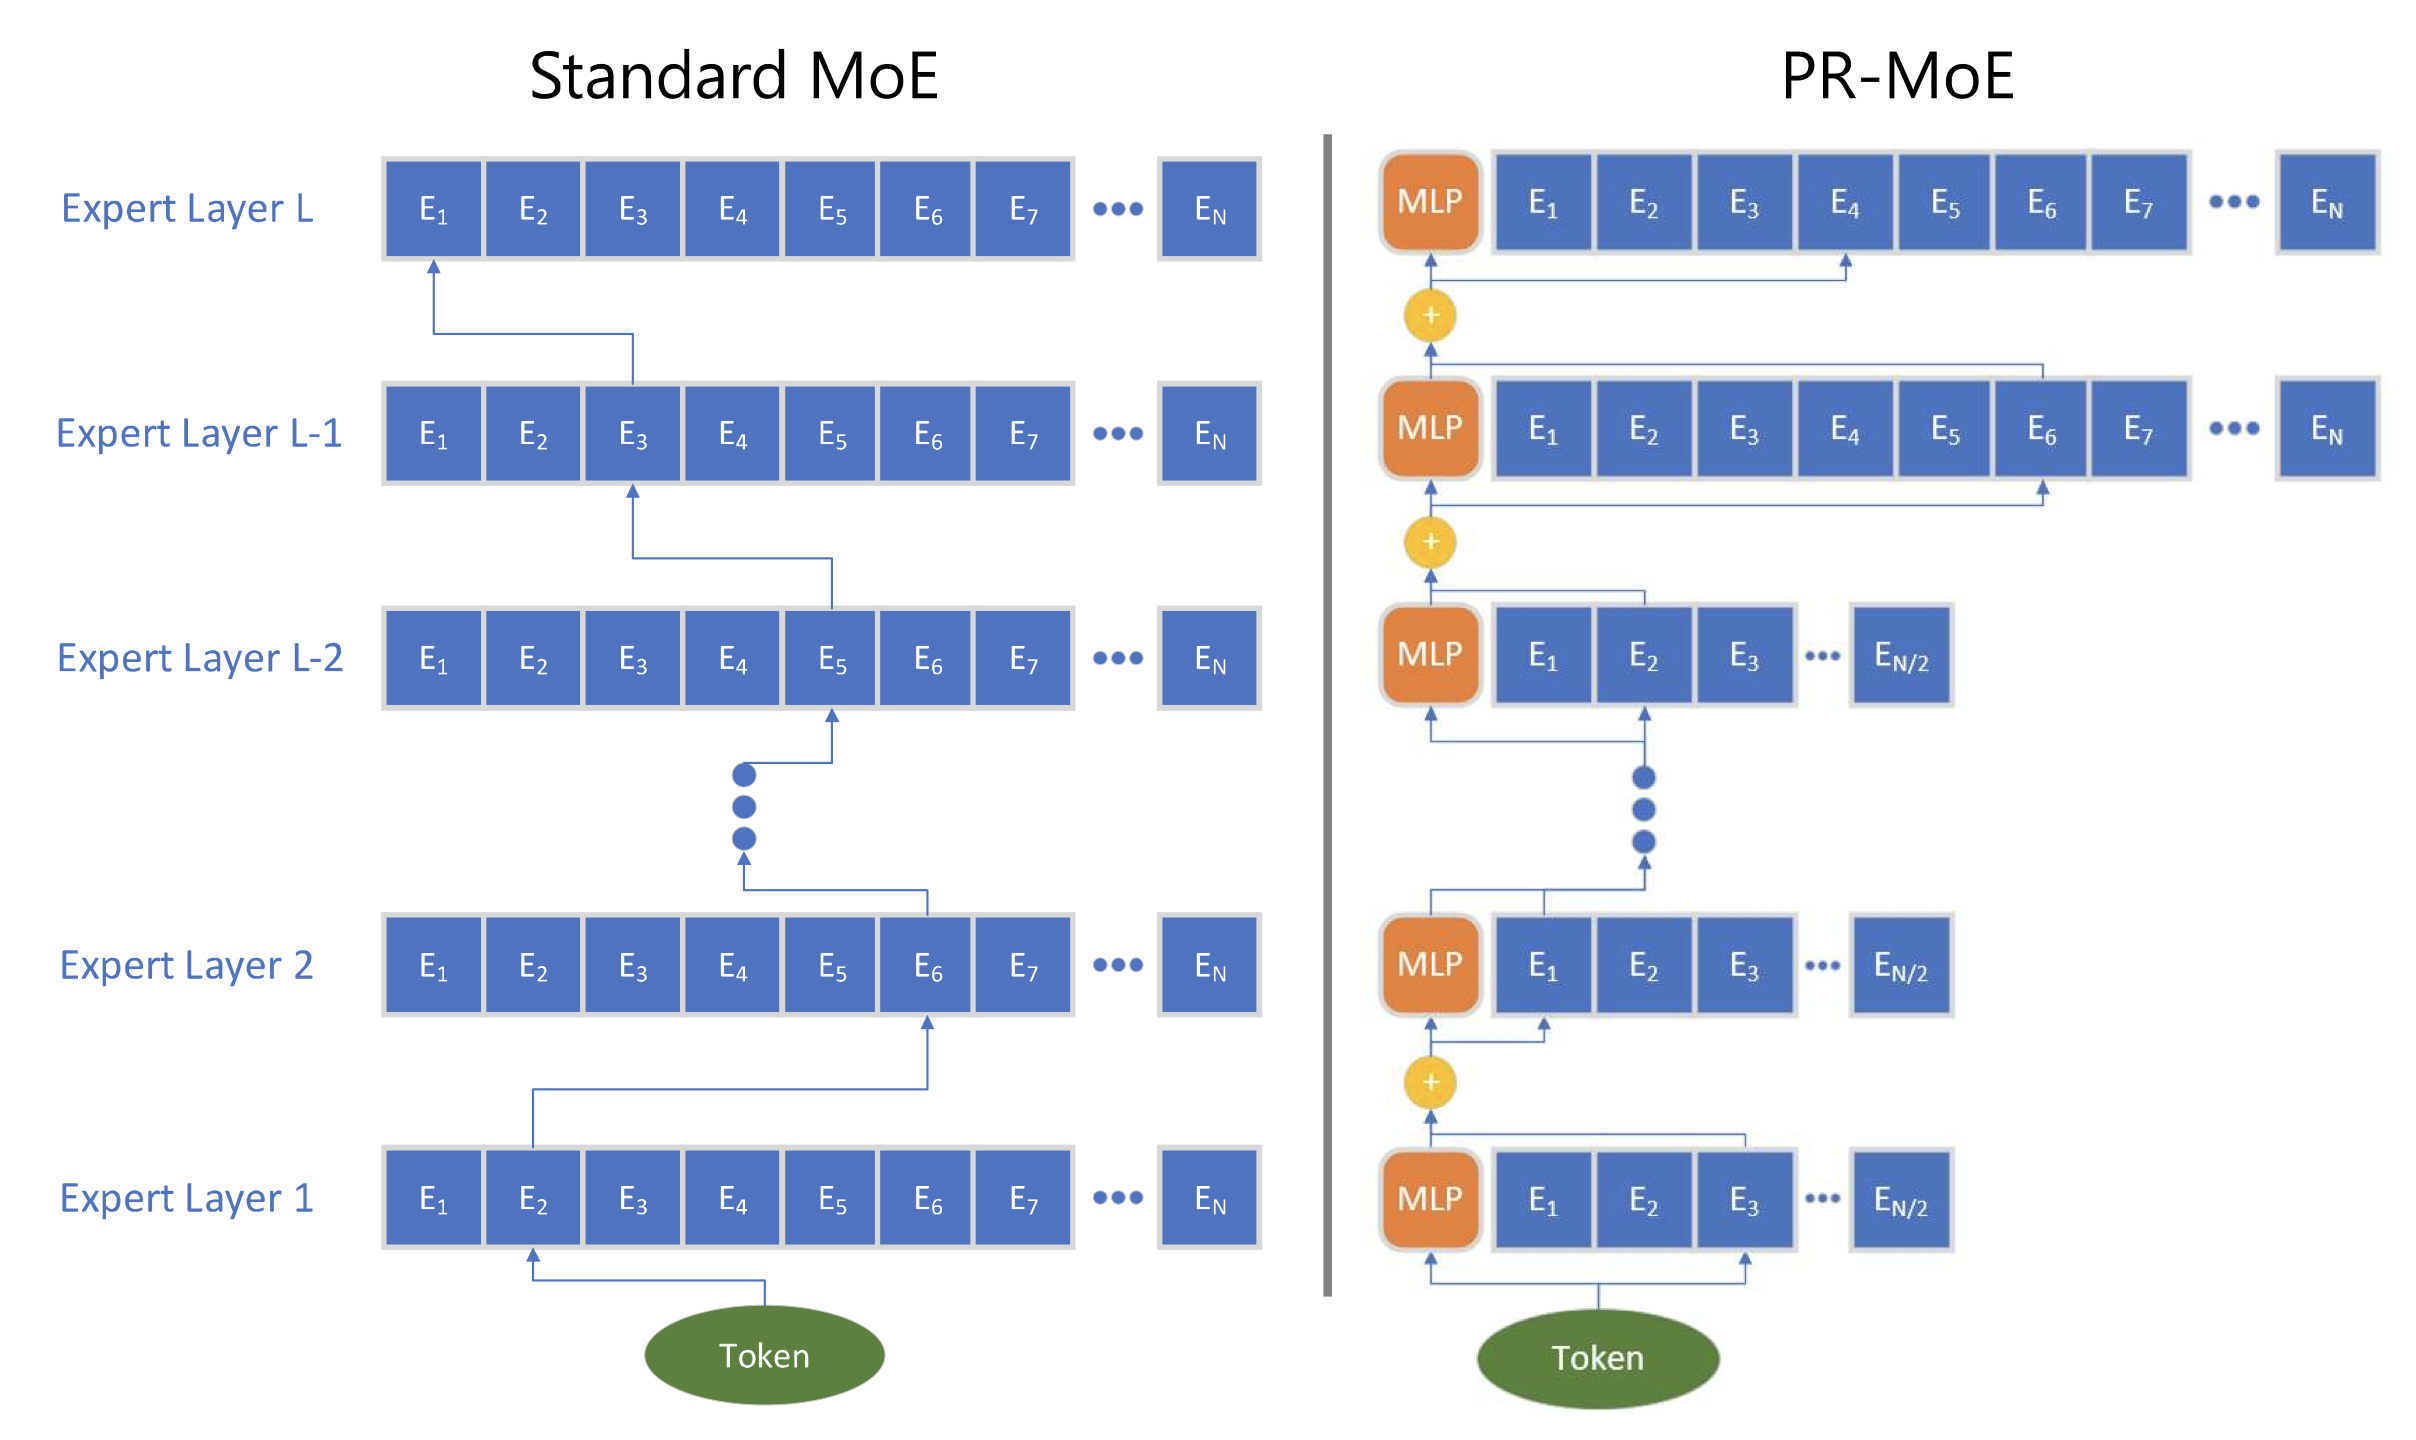 Standard MoE
Expert Layer L
E1 E2 E3 E4 E5 E6 E7 ••• EN
Expert Layer L-1
E1 E2 E3 E4 E5 E6 E7 ••• EN
Expert Layer L-2
E1 E2 E3 E4 E5 E6 E7 ••• EN
Expert Layer 2
E1 E2 E3 E4 E5 E6 E7 ••• EN
Expert Layer 1
E1 E2 E3 E4 E5 E6 E7 ••• EN
Token
PR-MoE
MLP E1 E2 E3 E4 E5 E6 E7 ••• EN
+
MLP E1 E2 E3 E4 E5 E6 E7 ••• EN
+
MLP E1 E2 E3 ••• EN/2
MLP E1 E2 E3 ••• EN/2
+
MLP E1 E2 E3 ••• EN/2
Token